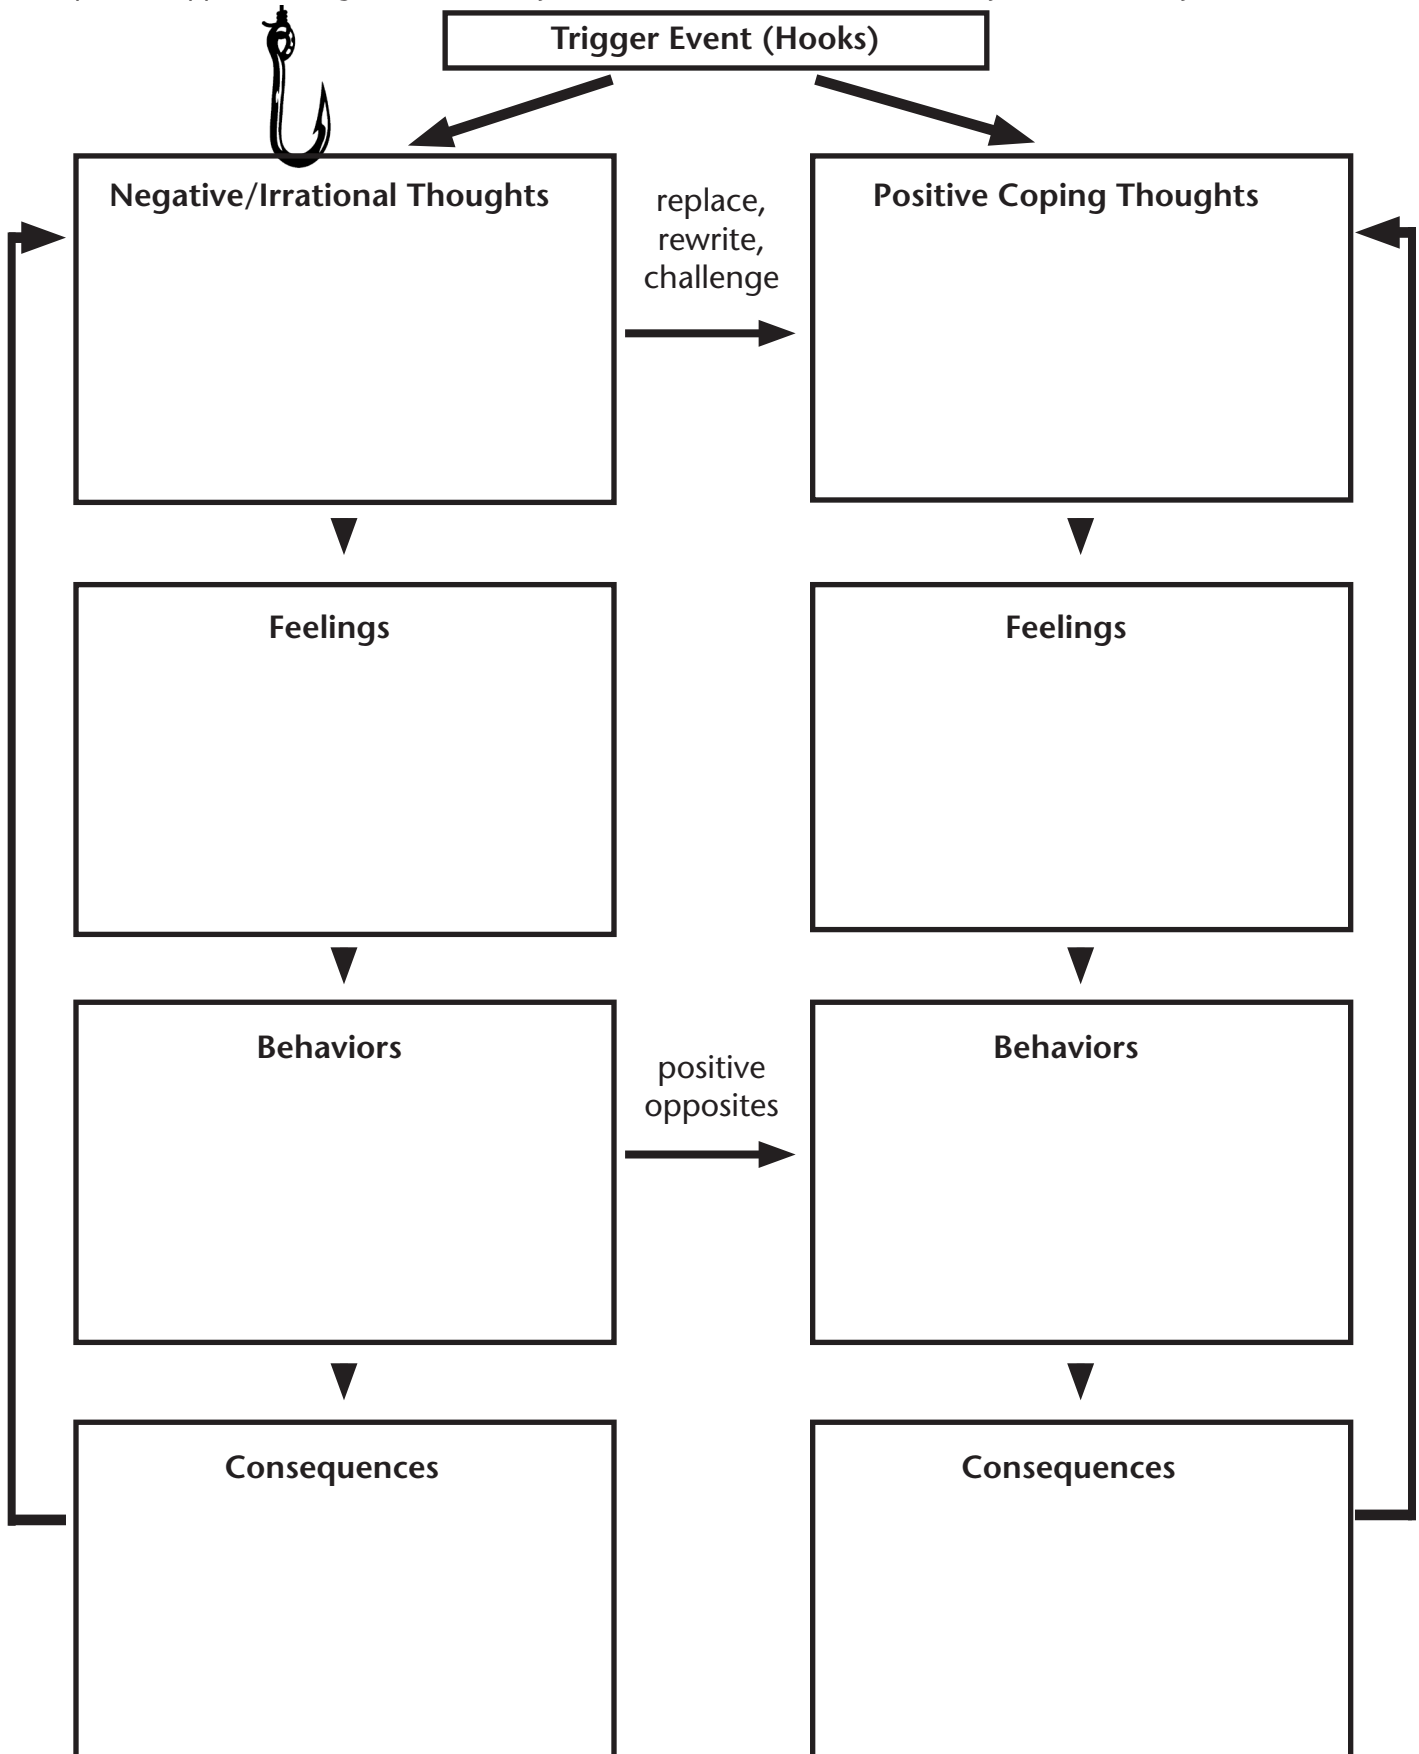 Trigger Event (Hooks)
Negative/Irrational Thoughts
replace,
rewrite,
challenge
Positive Coping Thoughts
Feelings
Feelings
Behaviors
positive
opposites
Behaviors
Consequences
Consequences